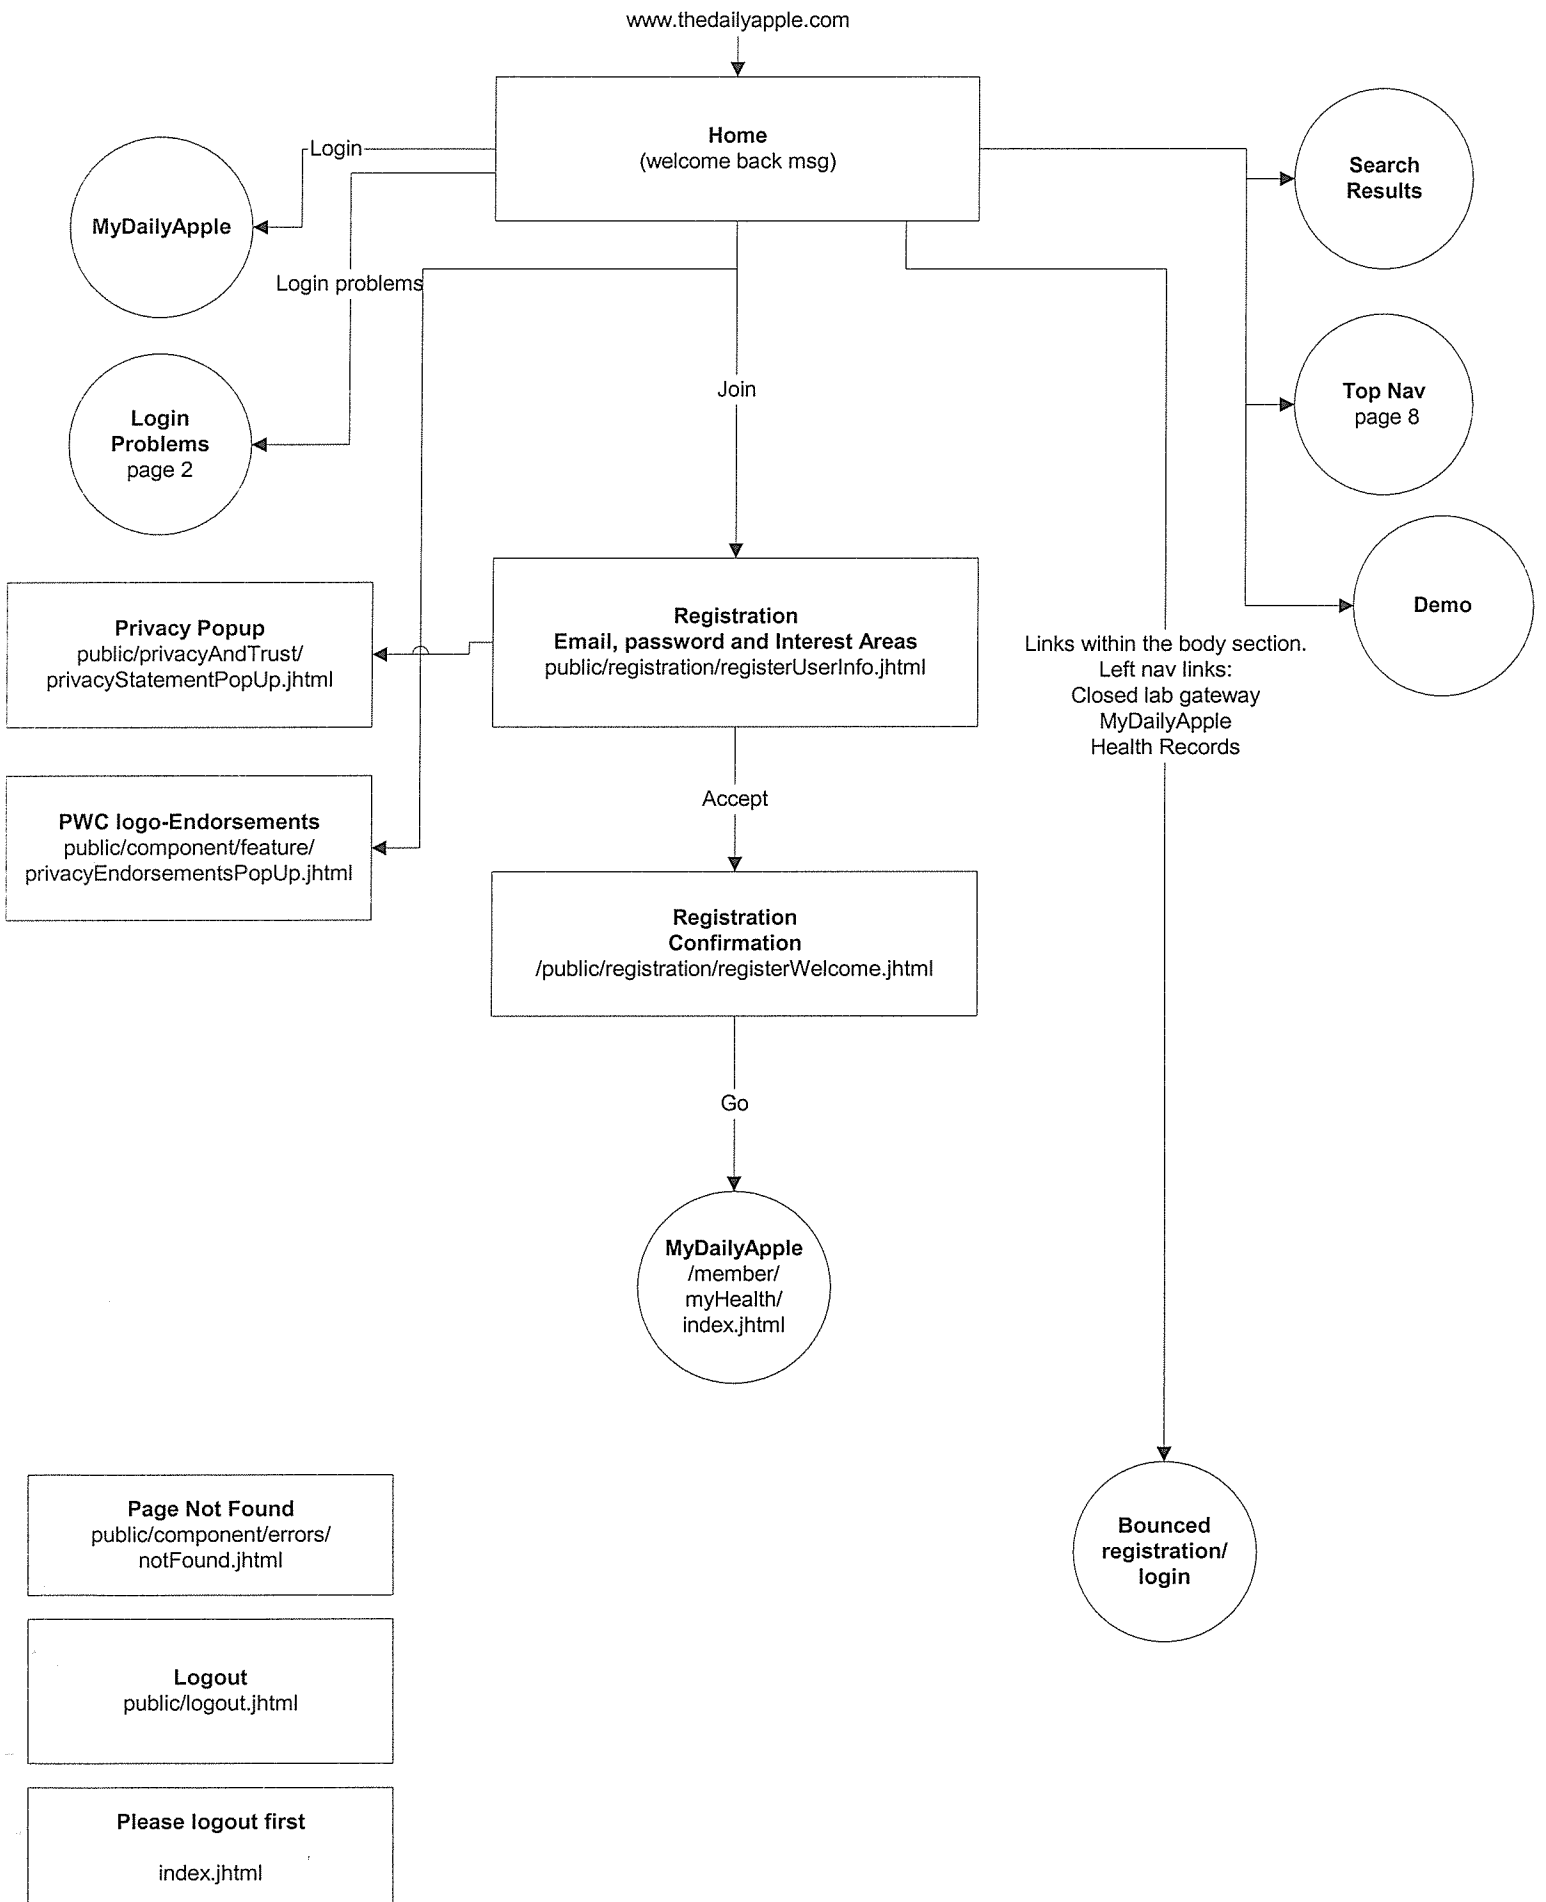 www.thedailyapple.com
Home
(welcome back msg)
Login
MyDailyApple
Search
Results
Login problems
Top Nav
page 8
Join
Login
Problems
page 2
Demo
Privacy Popup
public/privacyAndTrust/
privacyStatementPopUp.jhtml
Registration
Email, password and Interest Areas
public/registration/registerUserInfo.jhtml
Links within the body section.
Left nav links:
Closed lab gateway
MyDailyApple
Health Records
PWC logo-Endorsements
public/component/feature/
privacyEndorsementsPopUp.jhtml
Accept
Registration
Confirmation
/public/registration/registerWelcome.jhtml
Go
MyDailyApple
/member/
myHealth/
index.jhtml
Bounced
registration/
login
Page Not Found
public/component/errors/
notFound.jhtml
Logout
public/logout.jhtml
Please logout first
index.jhtml